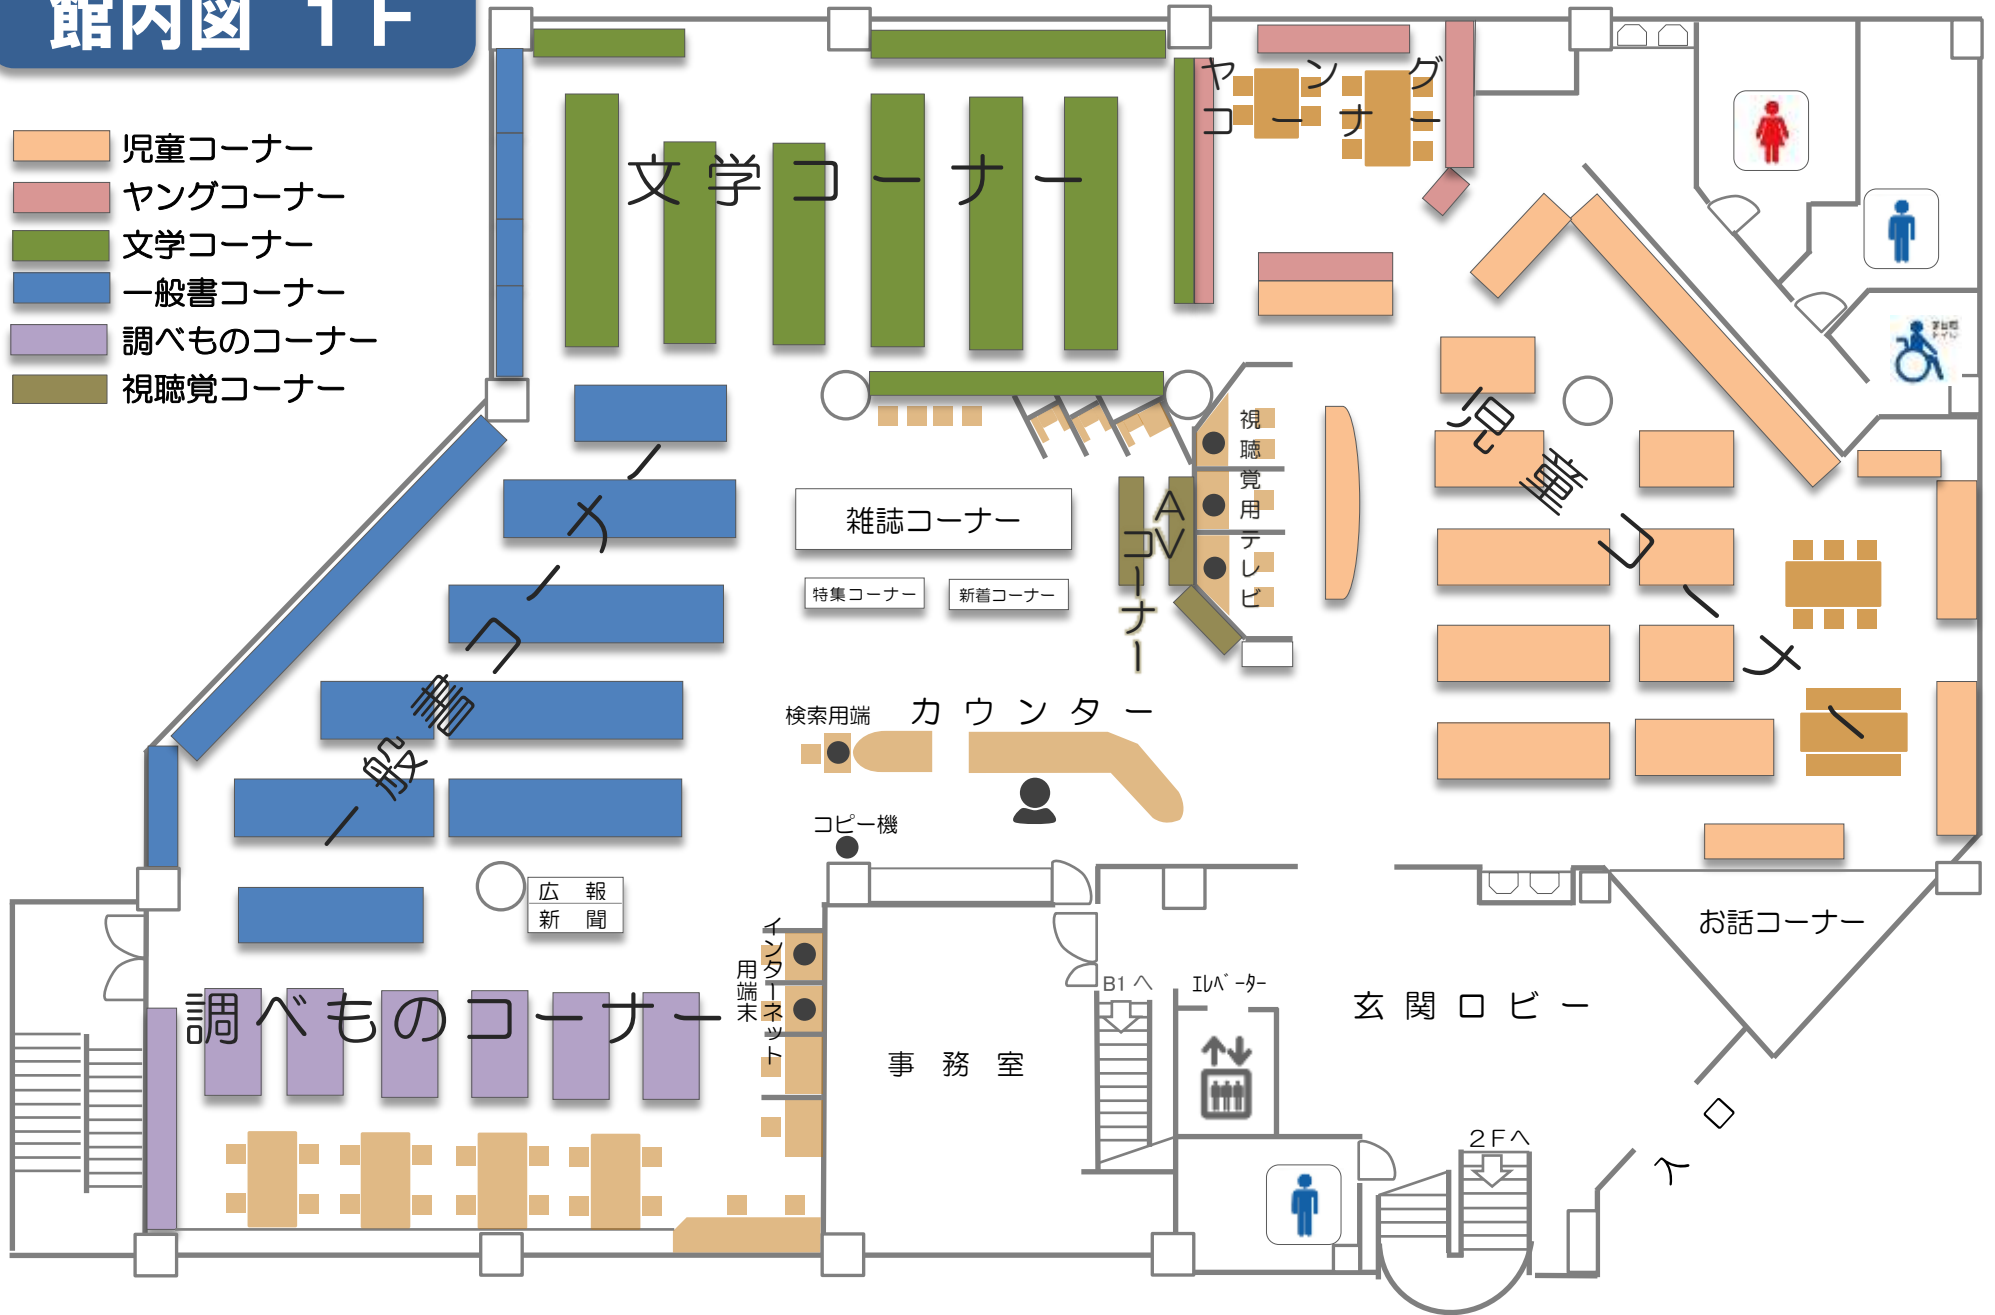 館内図 1F
児童コーナー
ヤングコーナー
文学コーナー
一般書コーナー
調べものコーナー
視聴覚コーナー
文学コーナー
ヤング
コーナー
視聴覚用テレビ
AV
コーナー
雑誌コーナー
特集コーナー
新着コーナー
児童コーナー
一般書コーナー
検索用端
カウンター
コピー機
広報
新聞
インターネット
用端末
調べものコーナー
事務室
B1へ
エレベーター
玄関ロビー
お話コーナー
2Fへ
入口